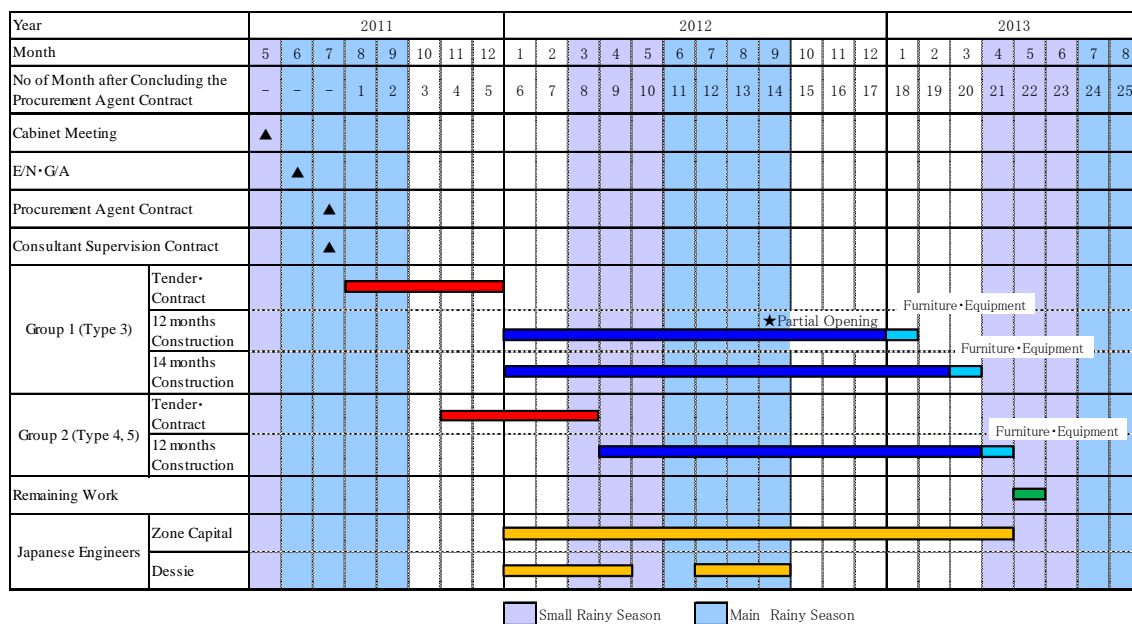 Year 2011 2012 2013
Month 5 6 7 8 9 10 11 12 1 2 3 4 5 6 7 8 9 10 11 12 1 2 3 4 5 6 7 8
No of Month after Concluding the
Procurement Agent Contract - - - 1 2 3 4 5 6 7 8 9 10 11 12 13 14 15 16 17 18 19 20 21 22 23 24 25
Cabinet Meeting ▲
E/N・G/A ▲
Procurement Agent Contract ▲
Consultant Supervision Contract ▲
Group 1 (Type 3)
Tender・
Contract
Furniture・Equipment
12 months
Construction
★Partial Opening
Furniture・Equipment
14 months
Construction
Group 2 (Type 4, 5)
Tender・
Contract
Furniture・Equipment
12 months
Construction
Remaining Work
Japanese Engineers
Zone Capital
Dessie
Small Rainy Season
Main Rainy Season